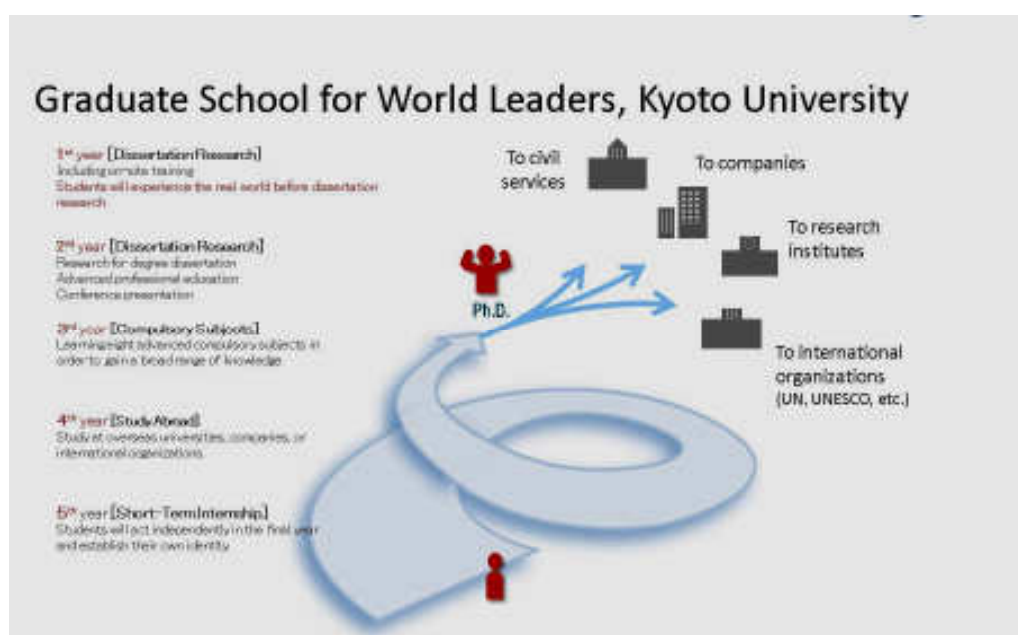 Graduate School for World Leaders, Kyoto University
1st year [Dissertation Research]
Including on-site training
Students will experience the real world before dissertation
research
2nd year [Dissertation Research]
Research for degree dissertation
Advanced professional education
Conference presentation
3rd year [Compulsory Subjects]
Learning eight advanced compulsory subjects in
order to gain a broad range of knowledge
4th year [Study Abroad]
Study at overseas universities, companies, or
international organizations
5th year [Short-Term Internship]
Students will act independently in the final year
and establish their own identity
To civil
services
To companies
To research
institutes
Ph.D.
To international
organizations
(UN, UNESCO, etc.)